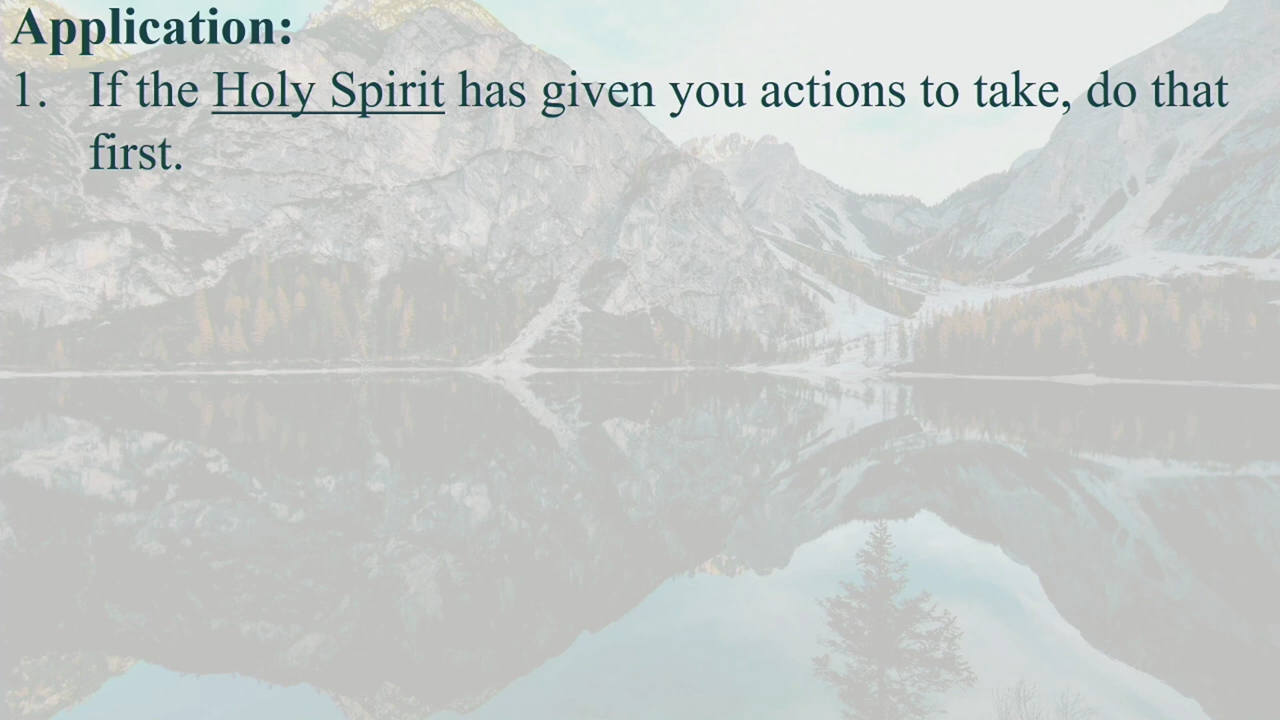 Application:
1. If the Holy Spirit has given you actions to take, do that
first.